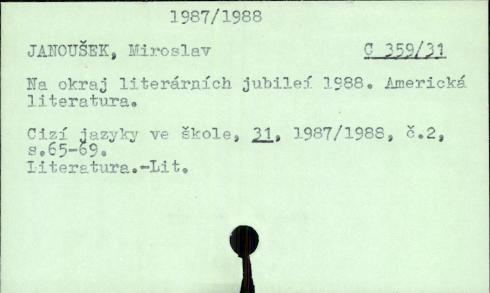 1987/1988
JANOUŠEK, Miroslav C 359/31
Na okraj literárních jubileí 1988. Americká
literatura.
Cizí jazyky ve škole, 31, 1987/1988, č.2,
s.65-69.
Literatura.-Lit.